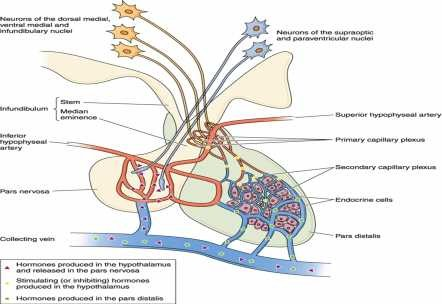 Neurons of the dorsal medial,
ventral medial and
infundibulary nuclei
Neurons of the supraoptic
and paraventricular nuclei
Infundibulum
Stem
Median
eminence
Superior hypophyseal artery
Inferior
hypophyseal
artery
Primary capillary plexus
Secondary capillary plexus
Pars nervosa
Endocrine cells
Collecting vein
Pars distalis
Hormones produced in the hypothalamus
and released in the pars nervosa
Stimulating (or inhibiting) hormones
produced in the hypothalamus
Hormones produced in pars distalis